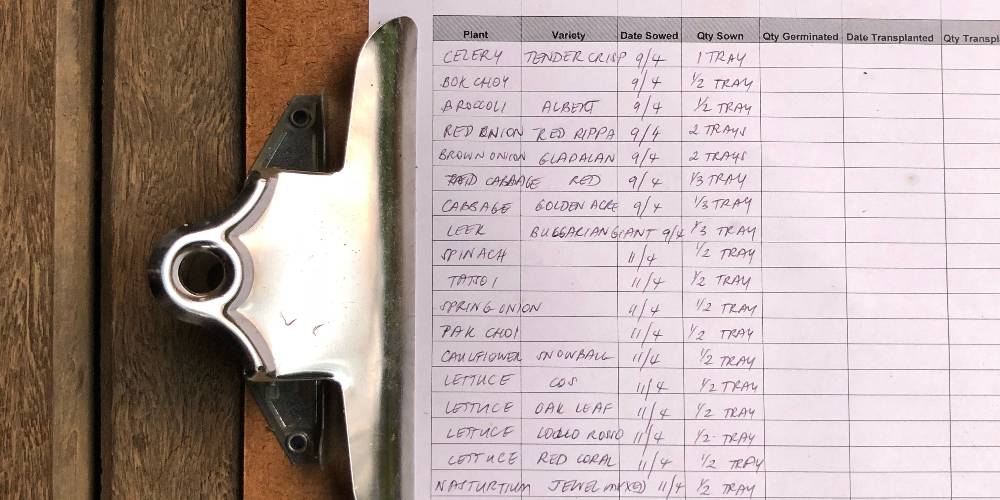 Plant Variety Date Sowed Qty Sown Qty Germinated Date Transplanted Qty Transpl
CELERY TENDER CRISP 9/4 1 TRAY
BOK CHOY 9/4 1/2 TRAY
BROCCOLI ALBERT 9/4 1/2 TRAY
RED ONION RED RIPPA 9/4 2 TRAYS
BROWN ONION GLADALAN 9/4 2 TRAYS
RED CABBAGE RED 9/4 1/3 TRAY
CABBAGE GOLDEN ACRE 9/4 1/3 TRAY
LEEK BULGARIAN GIANT 9/4 1/3 TRAY
SPINACH 11/4 1/2 TRAY
TATSOI 11/4 1/2 TRAY
SPRING ONION 11/4 1/2 TRAY
PAK CHOI 11/4 1/2 TRAY
CAULIFLOWER SNOWBALL 11/4 1/2 TRAY
LETTUCE COS 11/4 1/2 TRAY
LETTUCE OAK LEAF 11/4 1/2 TRAY
LETTUCE LOLLO ROSSO 11/4 1/2 TRAY
LETTUCE RED CORAL 11/4 1/2 TRAY
NASTURTIUM JEWEL MIXED 11/4 1/2 TRAY